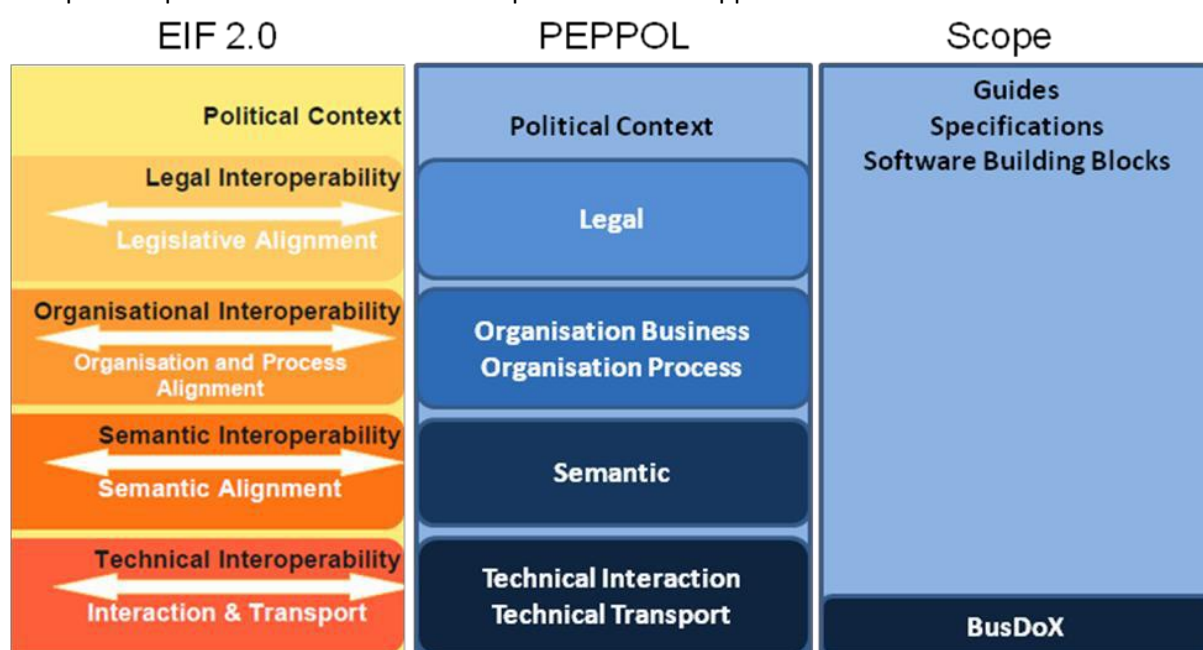 EIF 2.0
Political Context
Legal Interoperability
Legislative Alignment
Organisational Interoperability
Organisation and Process
Alignment
Semantic Interoperability
Semantic Alignment
Technical Interoperability
Interaction & Transport
PEPPOL
Political Context
Legal
Organisation Business
Organisation Process
Semantic
Technical Interaction
Technical Transport
Scope
Guides
Specifications
Software Building Blocks
BusDoX